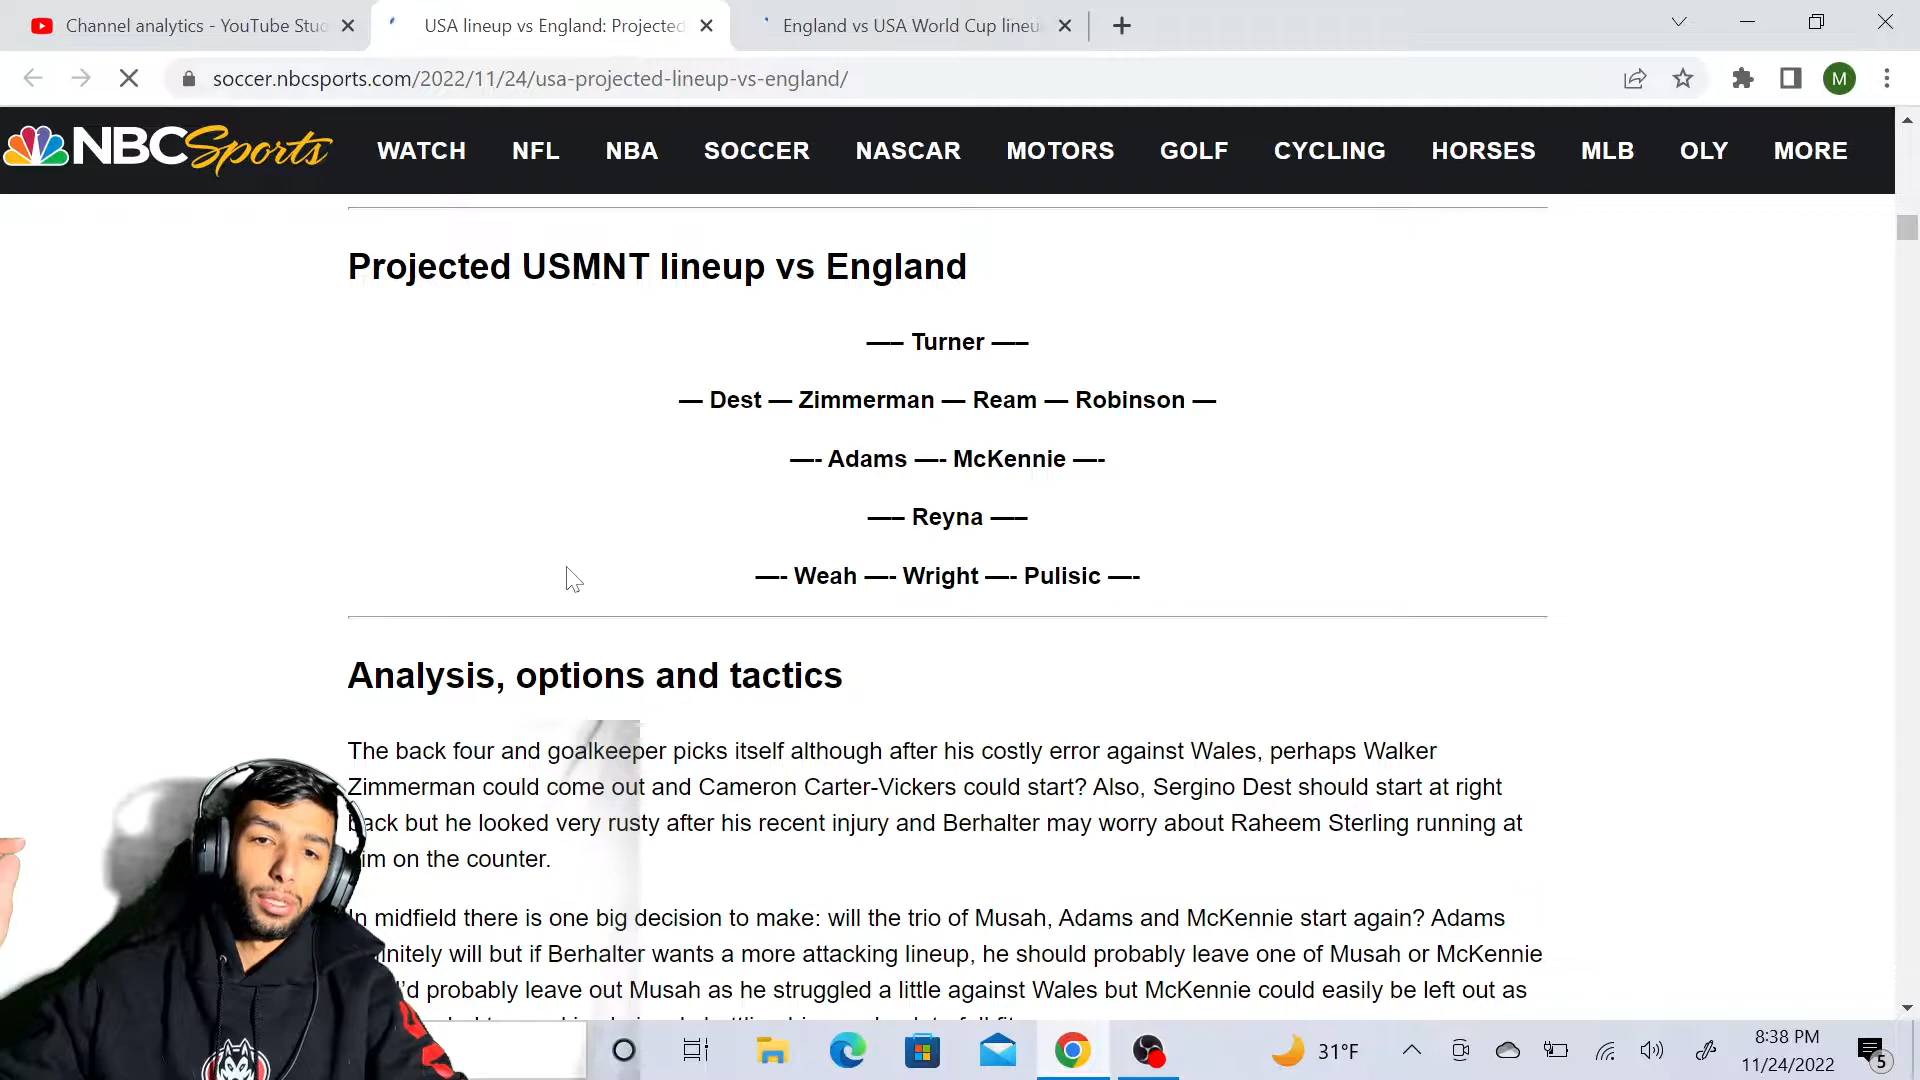 Channel analytics - YouTube Stud
USA lineup vs England: Projected
England vs USA World Cup lineu
soccer.nbcsports.com/2022/11/24/usa-projected-lineup-vs-england/
M
NBC Sports WATCH NFL NBA SOCCER NASCAR MOTORS GOLF CYCLING HORSES MLB OLY MORE
Projected USMNT lineup vs England
—– Turner —–
— Dest — Zimmerman — Ream — Robinson —
—- Adams —- McKennie —-
—– Reyna —–
—- Weah —- Wright —- Pulisic —-
Analysis, options and tactics
The back four and goalkeeper picks itself although after his costly error against Wales, perhaps Walker
Zimmerman could come out and Cameron Carter-Vickers could start? Also, Sergino Dest should start at right
back but he looked very rusty after his recent injury and Berhalter may worry about Raheem Sterling running at
him on the counter.
In midfield there is one big decision to make: will the trio of Musah, Adams and McKennie start again? Adams
will but if Berhalter wants a more attacking lineup, he should probably leave one of Musah or McKennie
I'd probably leave out Musah as he struggled a little against Wales but McKennie could easily be left out as
31°F
8:38 PM
11/24/2022
5